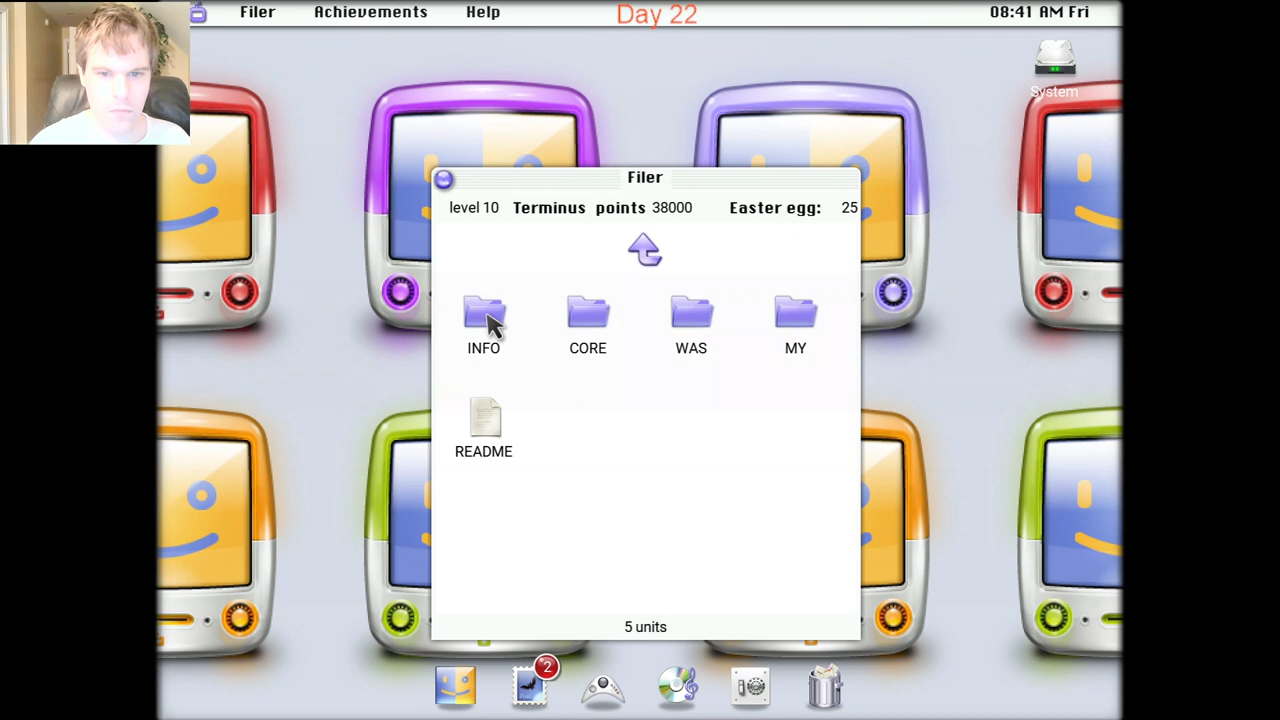 Filer Achievements Help Day 22 08:41 AM Fri
System
Filer
level 10 Terminus points 38000 Easter egg: 25
INFO CORE WAS MY
README
5 units
2